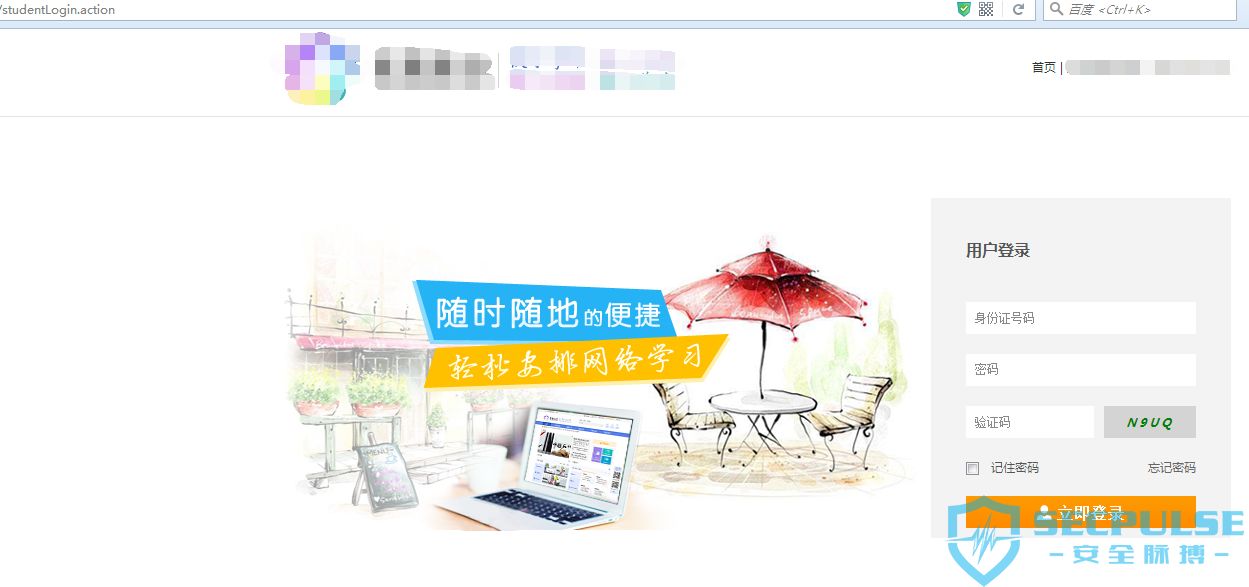 /studentLogin.action
百度 <Ctrl+K>
首页 |
用户登录
随时随地的便捷
轻松安排网络学习
身份证号码
密码
验证码
N9UQ
记住密码
忘记密码
MENU
立即登录
SECPULSE
安全脉搏